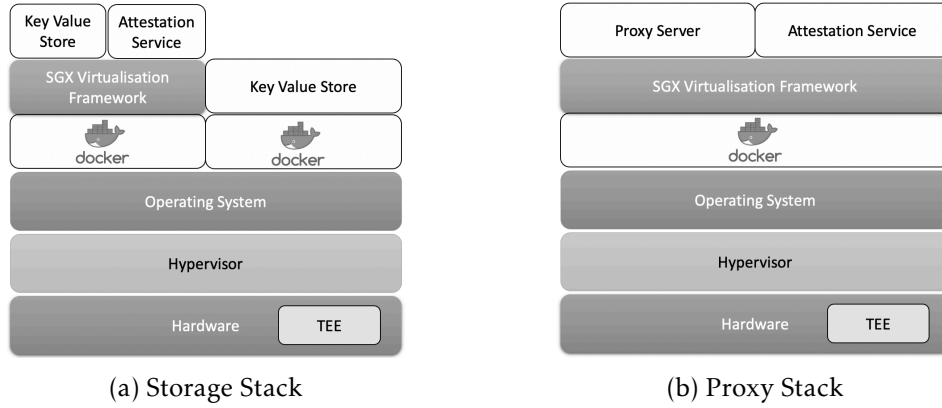 Key Value
Store
Attestation
Service
SGX Virtualisation
Framework
Key Value Store
docker
docker
Operating System
Hypervisor
Hardware
TEE
(a) Storage Stack
Proxy Server
Attestation Service
SGX Virtualisation Framework
docker
Operating System
Hypervisor
Hardware
TEE
(b) Proxy Stack